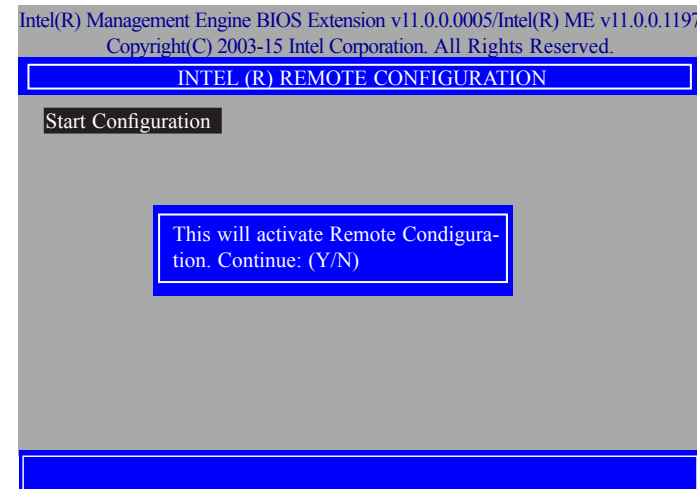 Intel(R) Management Engine BIOS Extension v11.0.0.0005/Intel(R) ME v11.0.0.1197
Copyright(C) 2003-15 Intel Corporation. All Rights Reserved.
INTEL (R) REMOTE CONFIGURATION
Start Configuration
This will activate Remote Condigura-
tion. Continue: (Y/N)